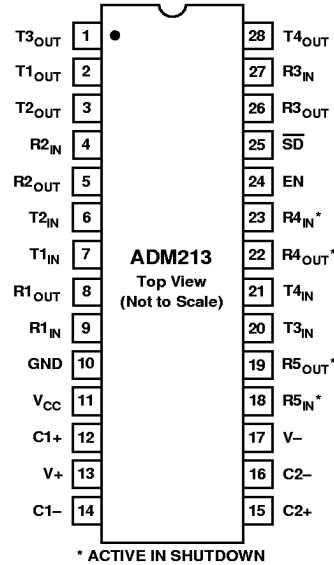 T3OUT 1 28 T4OUT
T1OUT 2 27 R3IN
T2OUT 3 26 R3OUT
R2IN 4 25 SD
R2OUT 5 24 EN
T2IN 6 23 R4IN*
T1IN 7 ADM213 22 R4OUT*
Top View
R1OUT 8 (Not to Scale) 21 T4IN
R1IN 9 20 T3IN
GND 10 19 R5OUT*
VCC 11 18 R5IN*
C1+ 12 17 V–
V+ 13 16 C2–
C1– 14 15 C2+
* ACTIVE IN SHUTDOWN